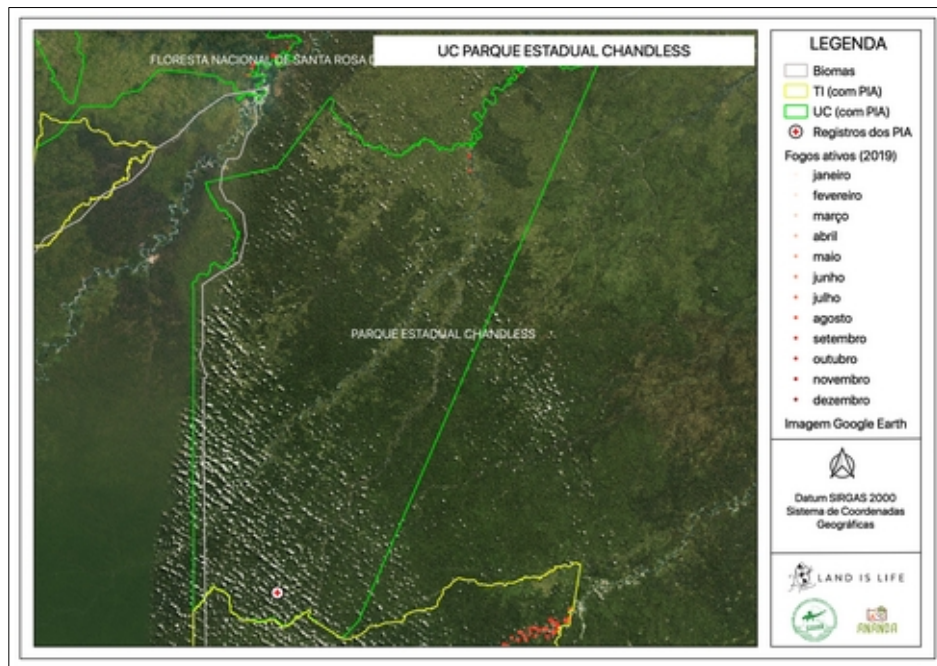 UC PARQUE ESTADUAL CHANDLESS
FLORESTA NACIONAL DE SANTA ROSA D
PARQUE ESTADUAL CHANDLESS
LEGENDA
Biomas
TI (com PIA)
UC (com PIA)
Registros dos PIA
Fogos ativos (2019)
janeiro
fevereiro
março
abril
maio
junho
julho
agosto
setembro
outubro
novembro
dezembro
Imagem Google Earth
Datum SIRGAS 2000
Sistema de Coordenadas
Geográficas
LAND IS LIFE